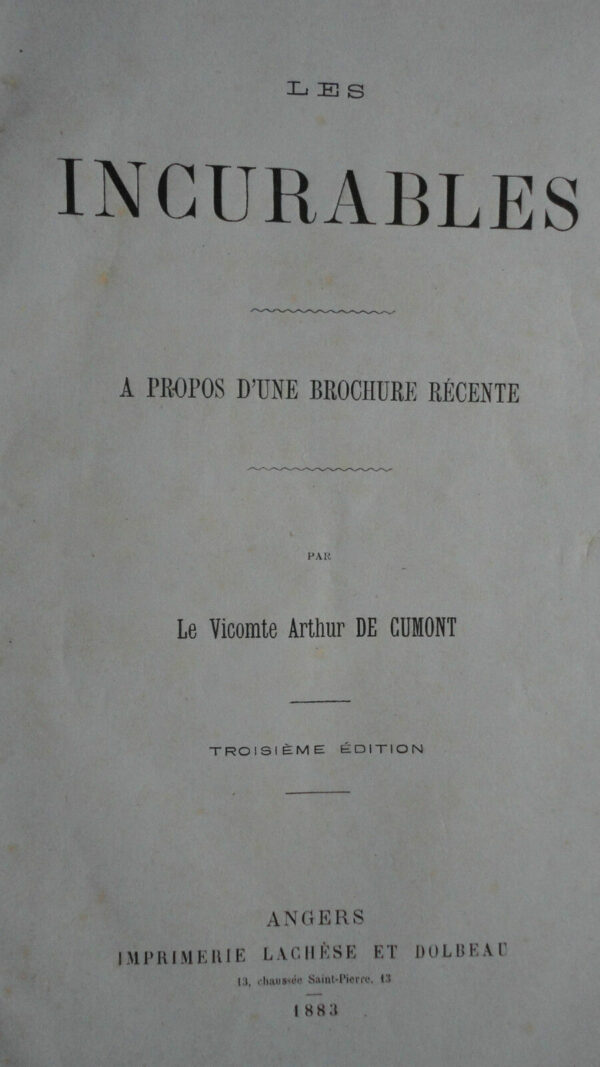 LES
INCURABLES
A PROPOS D'UNE BROCHURE RÉCENTE
PAR
Le Vicomte Arthur DE CUMONT
TROISIÈME ÉDITION
ANGERS
IMPRIMERIE LACHÈSE ET DOLBEAU
13, chaussée Saint-Pierre, 13
1883